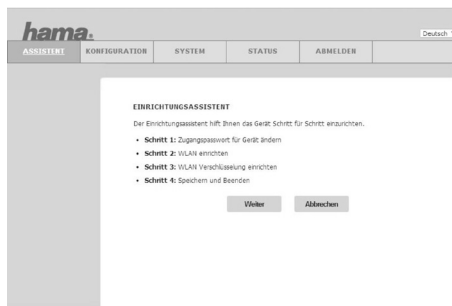 hama.
Deutsch
ASSISTENT KONFIGURATION SYSTEM STATUS ABMELDEN
EINRICHTUNGSASSISTENT
Der Einrichtungsassistent hilft Ihnen das Gerät Schritt für Schritt einzurichten.
• Schritt 1: Zugangspasswort für Gerät ändern
• Schritt 2: WLAN einrichten
• Schritt 3: WLAN Verschlüsselung einrichten
• Schritt 4: Speichern und Beenden
Weiter Abbrechen